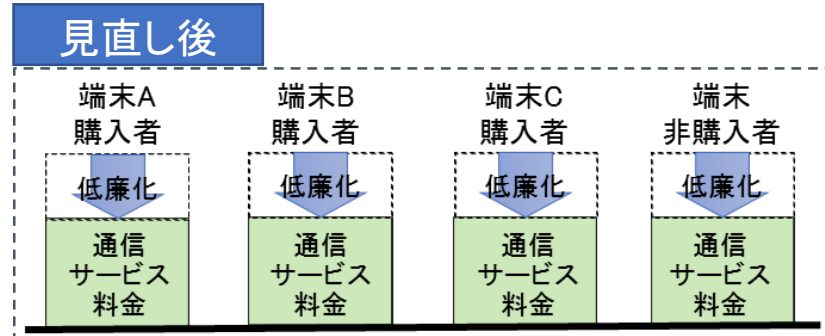 見直し後
端末A
購入者
端末B
購入者
端末C
購入者
端末
非購入者
低廉化
低廉化
低廉化
低廉化
通信
サービス
料金
通信
サービス
料金
通信
サービス
料金
通信
サービス
料金